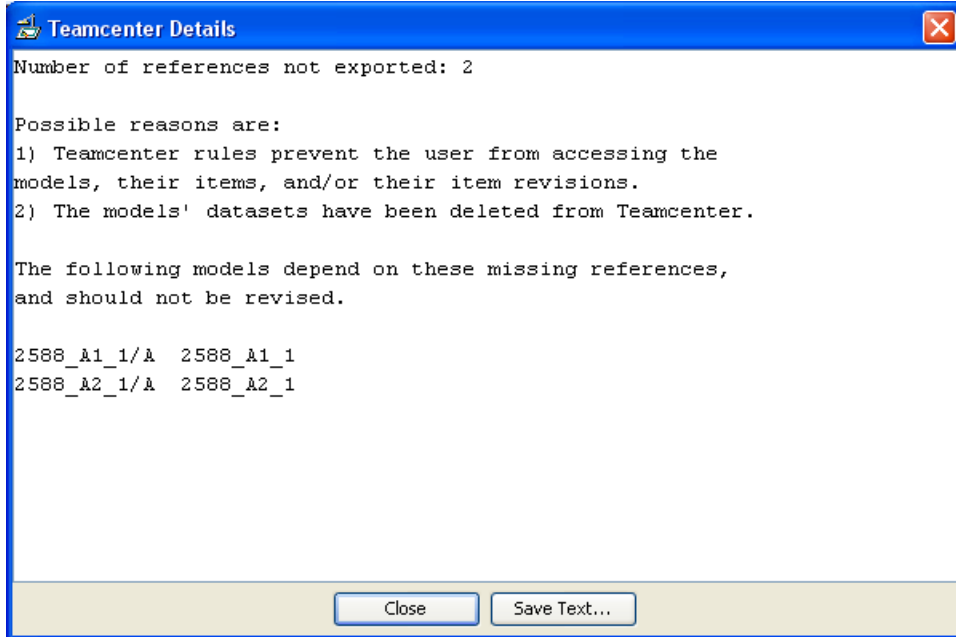 Teamcenter Details
Number of references not exported: 2
Possible reasons are:
1) Teamcenter rules prevent the user from accessing the
models, their items, and/or their item revisions.
2) The models' datasets have been deleted from Teamcenter.
The following models depend on these missing references,
and should not be revised.
2588_A1_1/A  2588_A1_1
2588_A2_1/A  2588_A2_1
Close
Save Text...